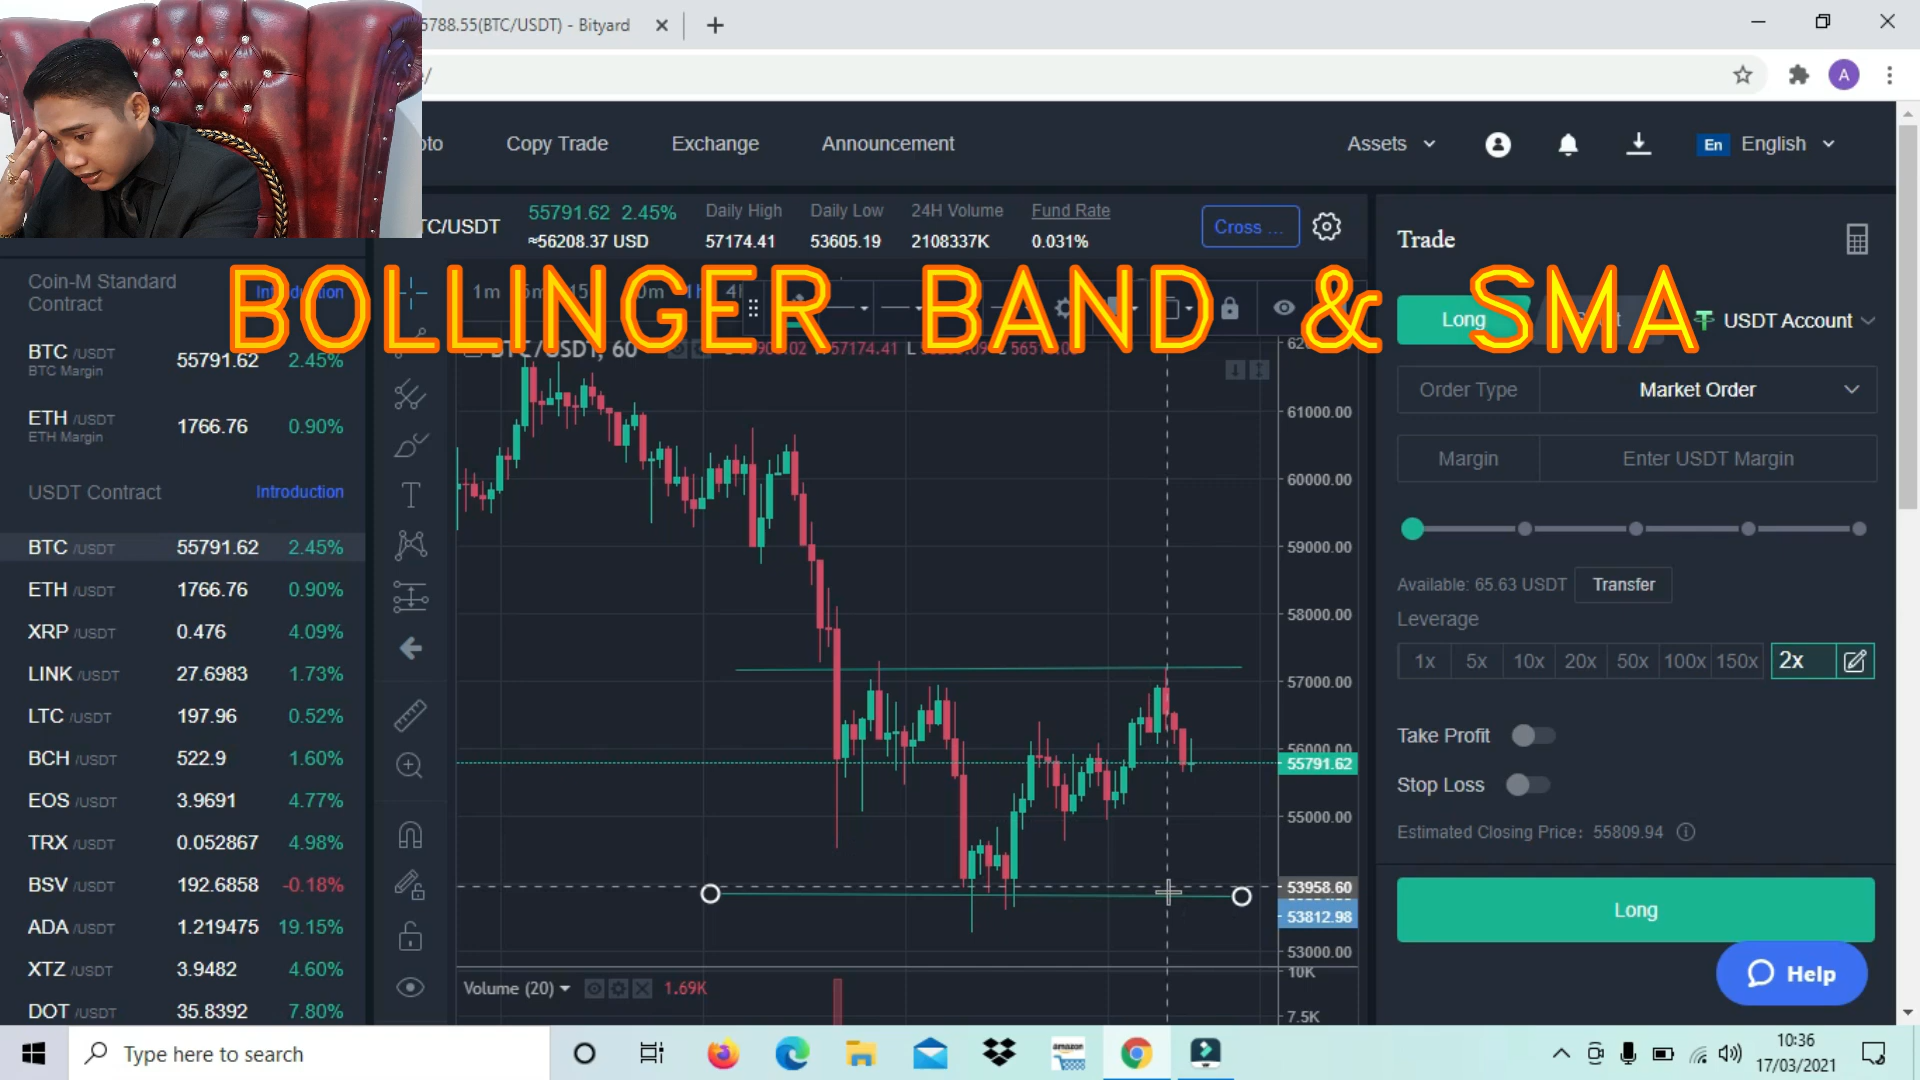 5788.55(BTC/USDT) - Bityard
A
Copy Trade
Exchange
Announcement
Assets
En English
TC/USDT
55791.62 2.45%
≈56208.37 USD
Daily High
57174.41
Daily Low
53605.19
24H Volume
2108337K
Fund Rate
0.031%
Cross ...
Trade
BOLLINGER BAND & SMA
Coin-M Standard
Contract
BTC /USDT 55791.62 2.45%
BTC Margin
ETH /USDT 1766.76 0.90%
ETH Margin
USDT Contract Introduction
BTC /USDT 55791.62 2.45%
ETH /USDT 1766.76 0.90%
XRP /USDT 0.476 4.09%
LINK /USDT 27.6983 1.73%
LTC /USDT 197.96 0.52%
BCH /USDT 522.9 1.60%
EOS /USDT 3.9691 4.77%
TRX /USDT 0.052867 4.98%
BSV /USDT 192.6858 -0.18%
ADA /USDT 1.219475 19.15%
XTZ /USDT 3.9482 4.60%
DOT /USDT 35.8392 7.80%
1m
BTC/USDT, 60
61000.00
60000.00
59000.00
58000.00
57000.00
56000.00
55791.62
55000.00
53958.60
53812.98
53000.00
10K
7.5K
Volume (20) 1.69K
Long
USDT Account
Order Type Market Order
Margin Enter USDT Margin
Available: 65.63 USDT Transfer
Leverage
1x 5x 10x 20x 50x 100x 150x 2x
Take Profit
Stop Loss
Estimated Closing Price: 55809.94
Long
Help
Type here to search
amazon
10:36
17/03/2021